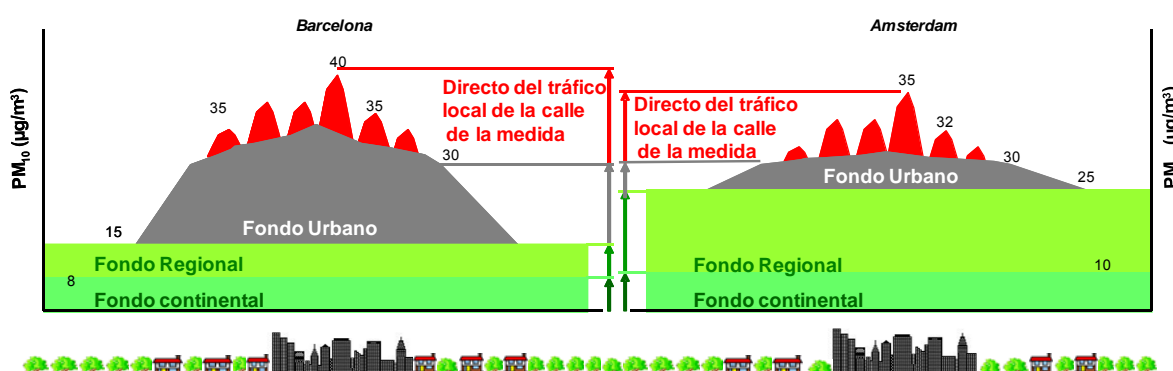 Barcelona
Amsterdam
PM10 (µg/m³)
40
35
35
30
15
8
Directo del tráfico
local de la calle
de la medida
Fondo Urbano
Fondo Regional
Fondo continental
Directo del tráfico
local de la calle
de la medida
35
32
30
25
10
Fondo Urbano
Fondo Regional
Fondo continental
PM (µg/m³)